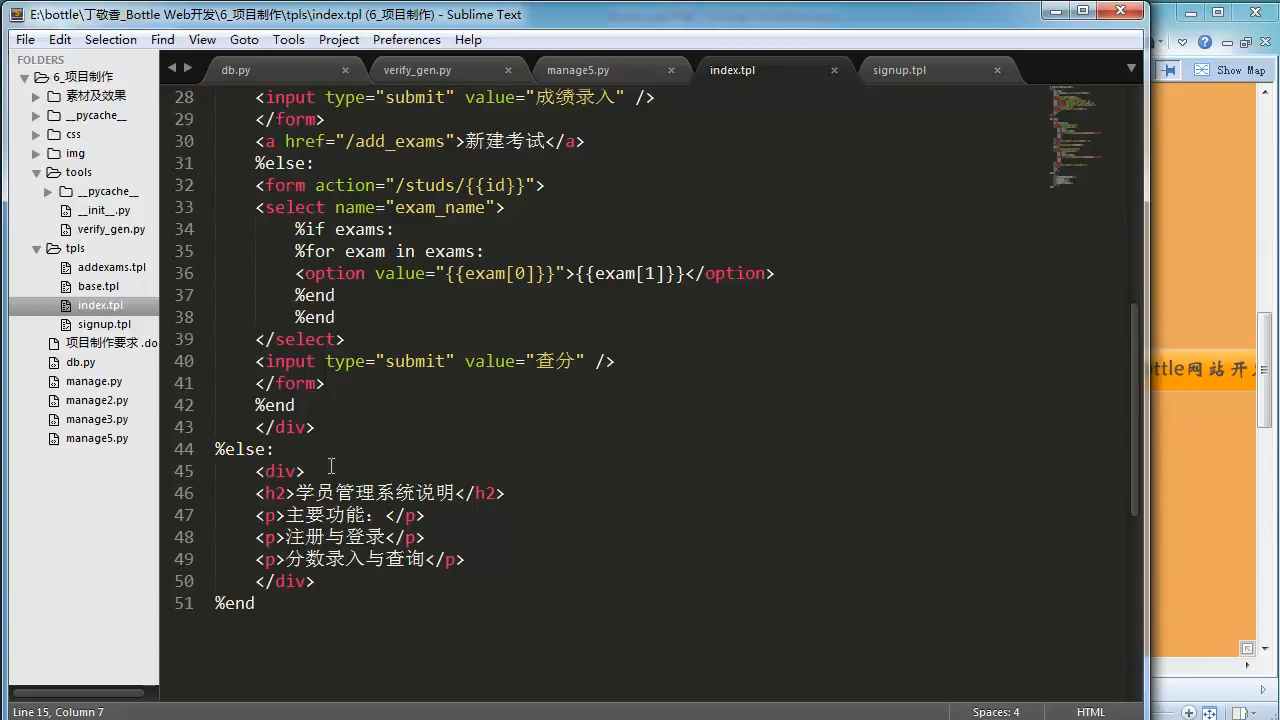 E:\bottle\丁敬香_Bottle Web开发\6_项目制作\tpls\index.tpl (6_项目制作) - Sublime Text
File Edit Selection Find View Goto Tools Project Preferences Help
FOLDERS
6_项目制作
素材及效果
__pycache__
css
img
tools
__pycache__
__init__.py
verify_gen.py
tpls
addexams.tpl
base.tpl
index.tpl
signup.tpl
项目制作要求 .do
db.py
manage.py
manage2.py
manage3.py
manage5.py
db.py verify_gen.py manage5.py index.tpl signup.tpl
28 <input type="submit" value="成绩录入" />
29 </form>
30 <a href="/add_exams">新建考试</a>
31 %else:
32 <form action="/studs/{{id}}">
33 <select name="exam_name">
34 %if exams:
35 %for exam in exams:
36 <option value="{{exam[0]}}">{{exam[1]}}</option>
37 %end
38 %end
39 </select>
40 <input type="submit" value="查分" />
41 </form>
42 %end
43 </div>
44 %else:
45 <div>
46 <h2>学员管理系统说明</h2>
47 <p>主要功能：</p>
48 <p>注册与登录</p>
49 <p>分数录入与查询</p>
50 </div>
51 %end
Line 15, Column 7
Spaces: 4
HTML
Show Map
ttle网站开